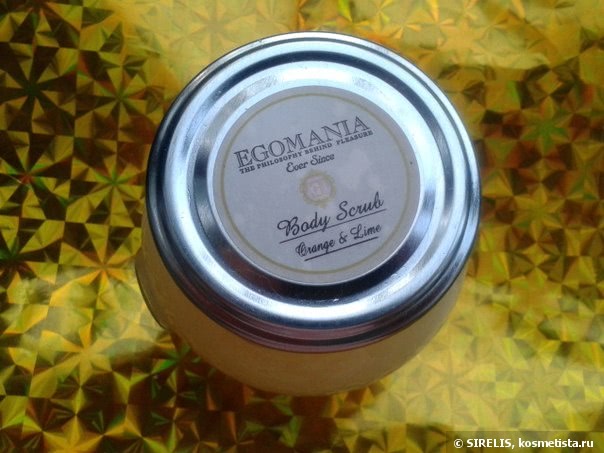 EGOMANIA
THE PHILOSOPHY BEHIND PLEASURE
Ever Since
Body Scrub
Orange & Lime
© SIRELIS, kosmetista.ru